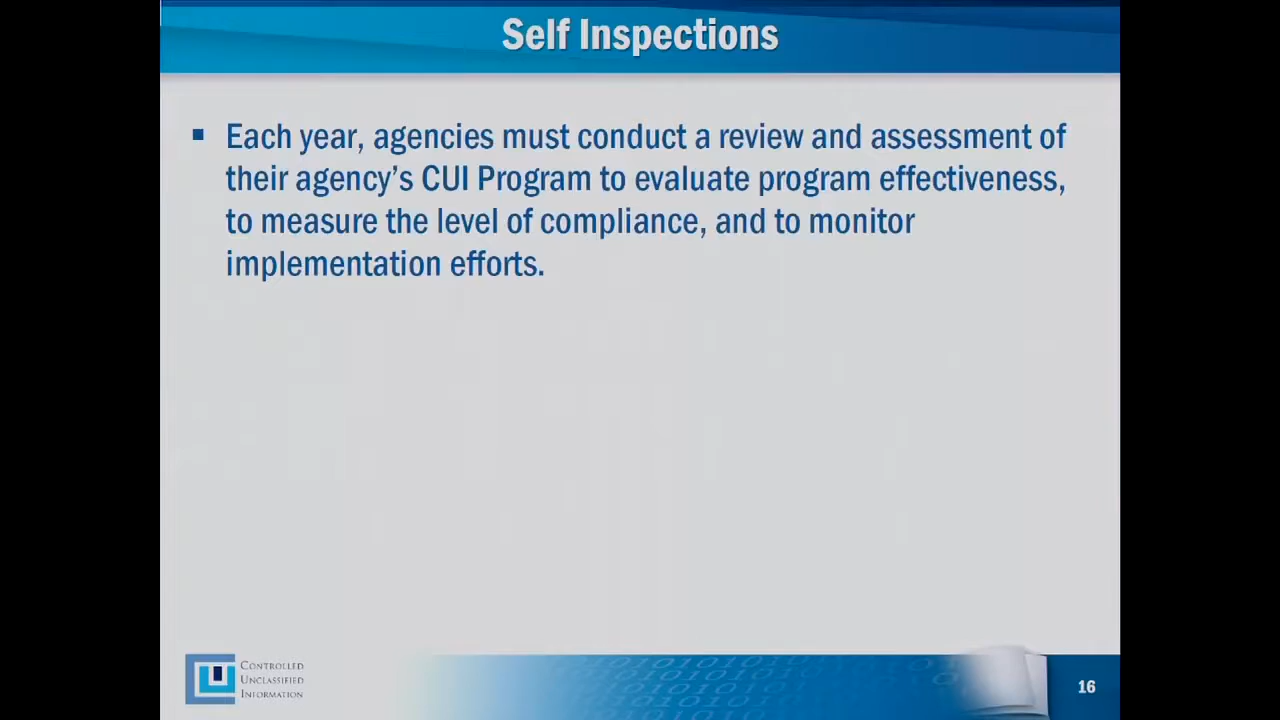 Self Inspections
▪ Each year, agencies must conduct a review and assessment of
their agency’s CUI Program to evaluate program effectiveness,
to measure the level of compliance, and to monitor
implementation efforts.
CONTROLLED
UNCLASSIFIED
INFORMATION
16